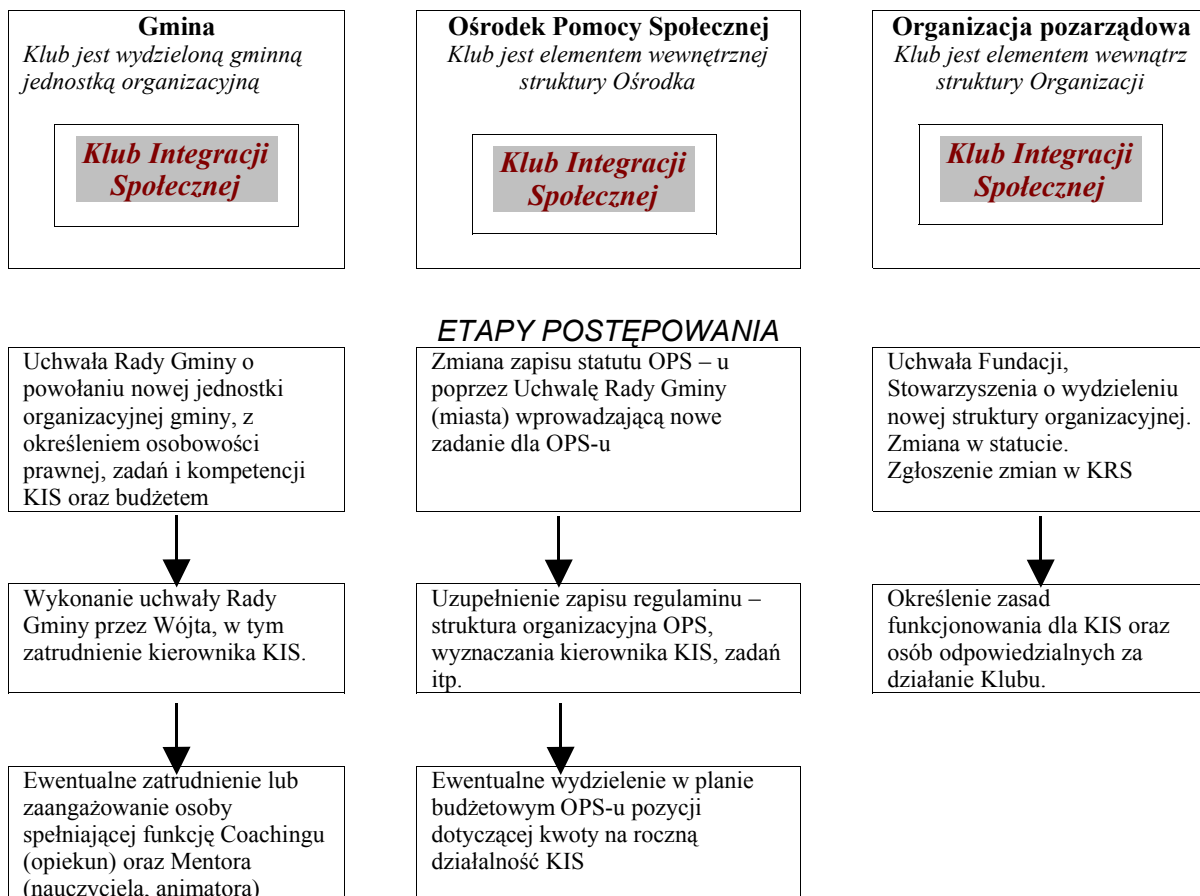 Gmina
Klub jest wydzieloną gminną
jednostką organizacyjną
Klub Integracji
Społecznej
Ośrodek Pomocy Społecznej
Klub jest elementem wewnętrznej
struktury Ośrodka
Klub Integracji
Społecznej
Organizacja pozarządowa
Klub jest elementem wewnątrz
struktury Organizacji
Klub Integracji
Społecznej
ETAPY POSTĘPOWANIA
Uchwała Rady Gminy o
powołaniu nowej jednostki
organizacyjnej gminy, z
określeniem osobowości
prawnej, zadań i kompetencji
KIS oraz budżetem
Zmiana zapisu statutu OPS – u
poprzez Uchwalę Rady Gminy
(miasta) wprowadzającą nowe
zadanie dla OPS-u
Uchwała Fundacji,
Stowarzyszenia o wydzieleniu
nowej struktury organizacyjnej.
Zmiana w statucie.
Zgłoszenie zmian w KRS
Wykonanie uchwały Rady
Gminy przez Wójta, w tym
zatrudnienie kierownika KIS.
Uzupełnienie zapisu regulaminu –
struktura organizacyjna OPS,
wyznaczania kierownika KIS, zadań
itp.
Określenie zasad
funkcjonowania dla KIS oraz
osób odpowiedzialnych za
działanie Klubu.
Ewentualne zatrudnienie lub
zaangażowanie osoby
spełniającej funkcję Coachingu
(opiekun) oraz Mentora
(nauczyciela, animatora)
Ewentualne wydzielenie w planie
budżetowym OPS-u pozycji
dotyczącej kwoty na roczną
działalność KIS